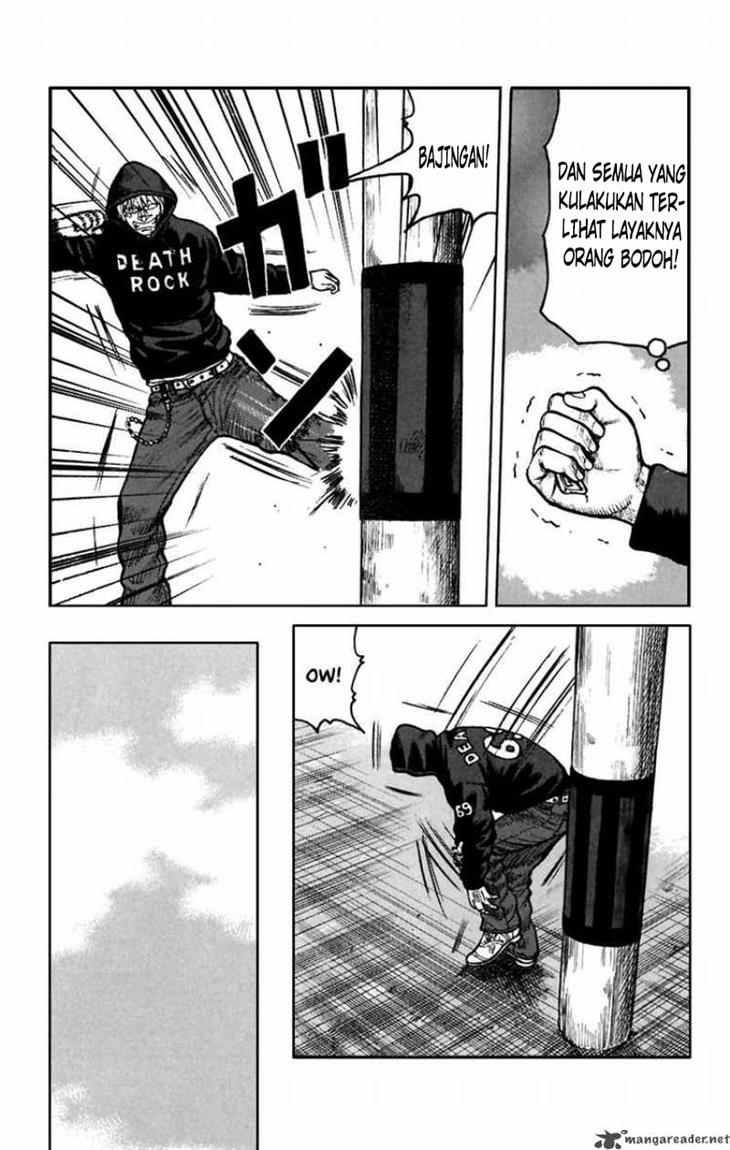 DAN SEMUA YANG
KULAKUKAN TER-
LIHAT LAYAKNYA
ORANG BODOH!
BAJINGAN!
ガンッ
DEATH
ROCK
OW!
DEA
69
mangareader.net